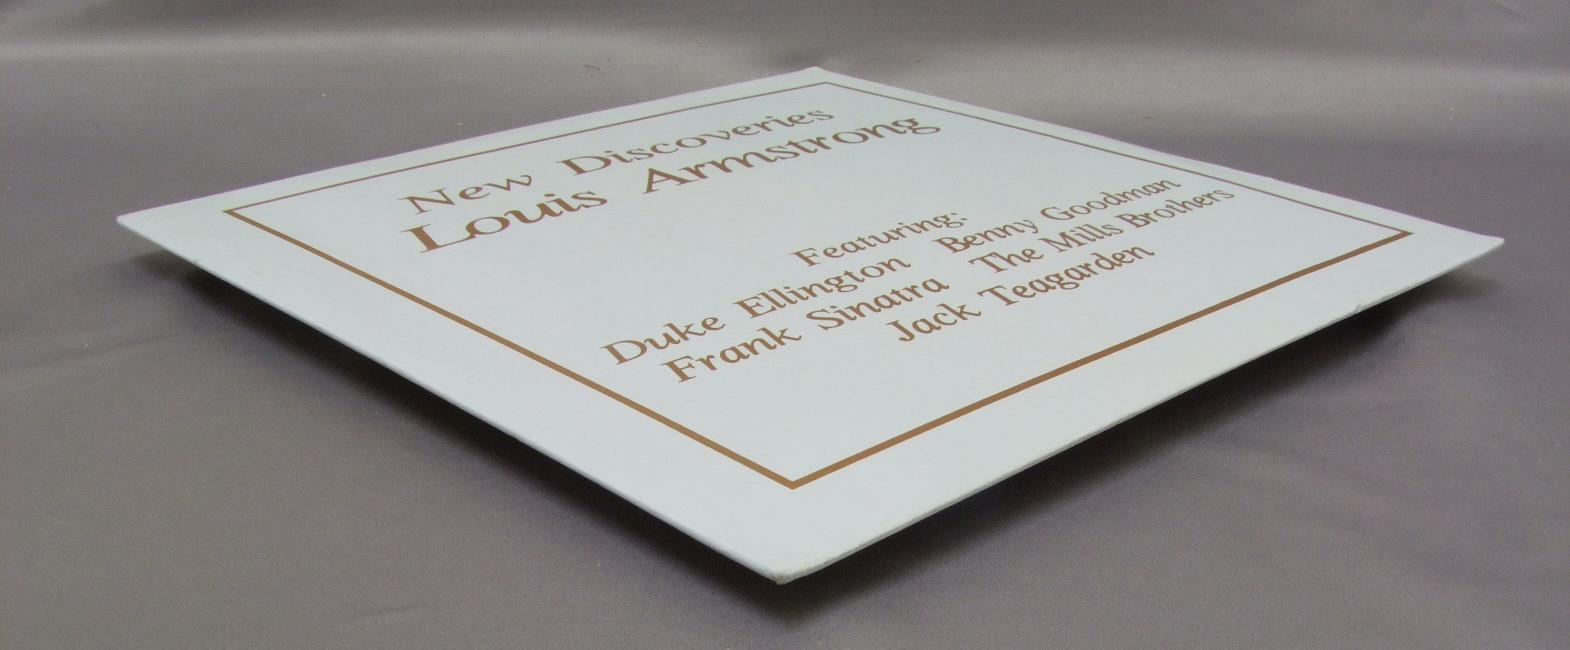 New Discoveries
Louis Armstrong
Featuring:
Duke Ellington Benny Goodman
Frank Sinatra The Mills Brothers
Jack Teagarden